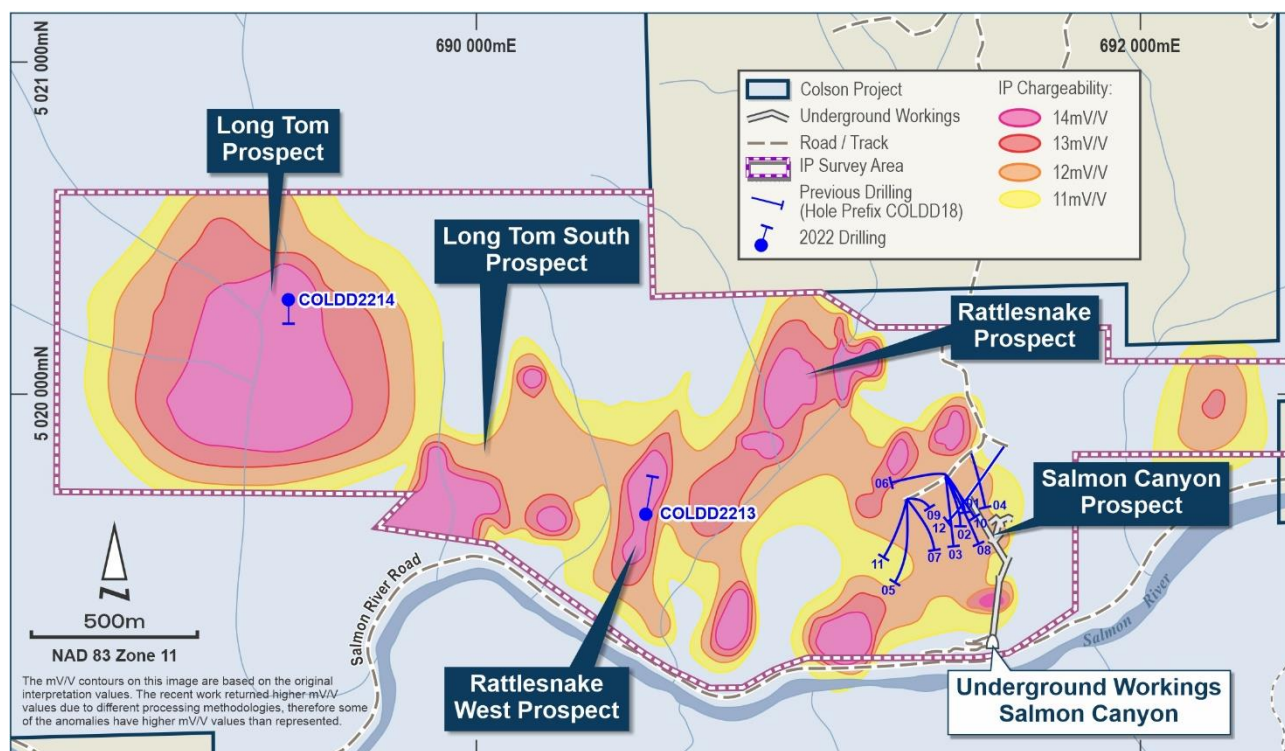 690 000mE
692 000mE
5 021 000mN
5 020 000mN
Colson Project
Underground Workings
Road / Track
IP Survey Area
Previous Drilling
(Hole Prefix COLDD18)
2022 Drilling
IP Chargeability:
14mV/V
13mV/V
12mV/V
11mV/V
Long Tom
Prospect
Long Tom South
Prospect
COLDD2214
Rattlesnake
Prospect
Salmon Canyon
Prospect
COLDD2213
06
09
12
01
02
10
04
11
07
03
08
05
Rattlesnake
West Prospect
Underground Workings
Salmon Canyon
Salmon River Road
Salmon River
N
500m
NAD 83 Zone 11
The mV/V contours on this image are based on the original
interpretation values. The recent work returned higher mV/V
values due to different processing methodologies, therefore some
of the anomalies have higher mV/V values than represented.